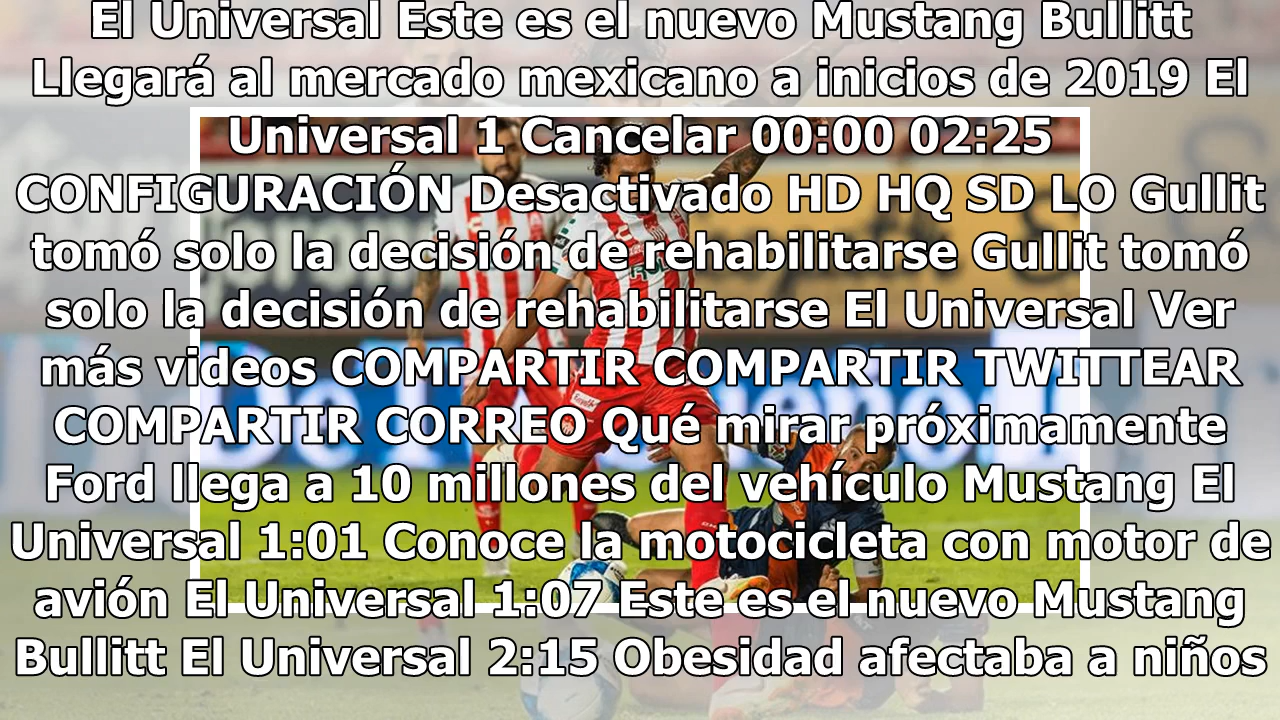 El Universal Este es el nuevo Mustang Bullitt
Llegará al mercado mexicano a inicios de 2019 El
Universal 1 Cancelar 00:00 02:25
CONFIGURACIÓN Desactivado HD HQ SD LO Gullit
tomó solo la decisión de rehabilitarse Gullit tomó
solo la decisión de rehabilitarse El Universal Ver
más videos COMPARTIR COMPARTIR TWITTEAR
COMPARTIR CORREO Qué mirar próximamente
Ford llega a 10 millones del vehículo Mustang El
Universal 1:01 Conoce la motocicleta con motor de
avión El Universal 1:07 Este es el nuevo Mustang
Bullitt El Universal 2:15 Obesidad afectaba a niños